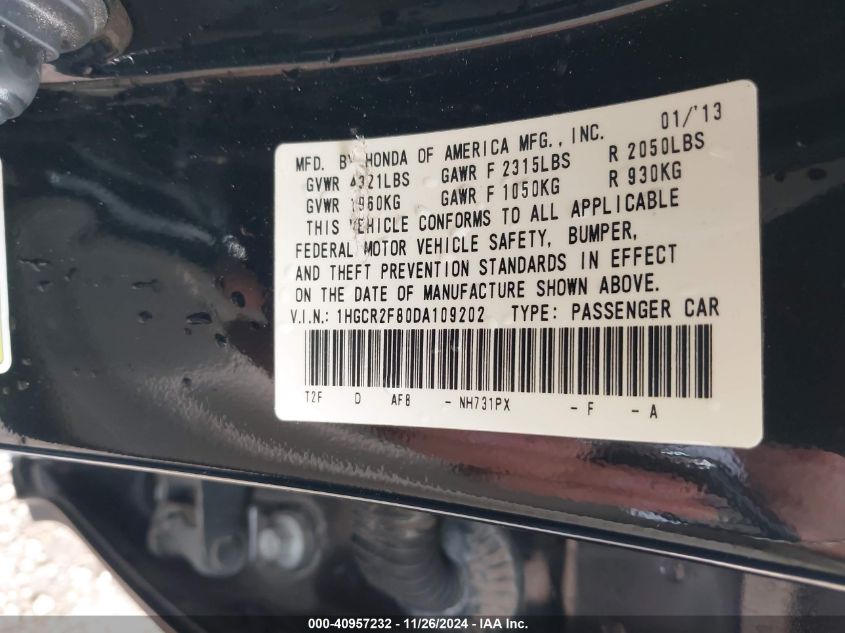 01/'13
MFD. BY HONDA OF AMERICA MFG., INC.
GVWR 4321LBS GAWR F 2315LBS R 2050LBS
GVWR 1960KG GAWR F 1050KG R 930KG
THIS VEHICLE CONFORMS TO ALL APPLICABLE
FEDERAL MOTOR VEHICLE SAFETY, BUMPER,
AND THEFT PREVENTION STANDARDS IN EFFECT
ON THE DATE OF MANUFACTURE SHOWN ABOVE.
V.I.N.: 1HGCR2F80DA109202 TYPE: PASSENGER CAR
T2F D AF8 - NH731PX - F - A
000-40957232 - 11/26/2024 - IAA Inc.